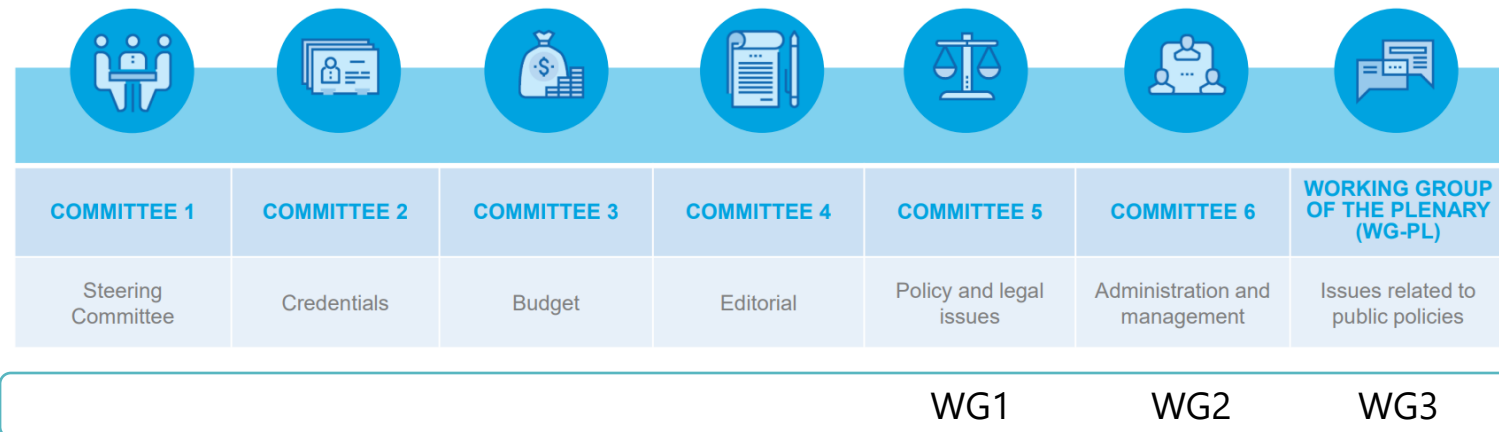 COMMITTEE 1
COMMITTEE 2
COMMITTEE 3
COMMITTEE 4
COMMITTEE 5
COMMITTEE 6
WORKING GROUP
OF THE PLENARY
(WG-PL)
Steering
Committee
Credentials
Budget
Editorial
Policy and legal
issues
Administration and
management
Issues related to
public policies
WG1
WG2
WG3